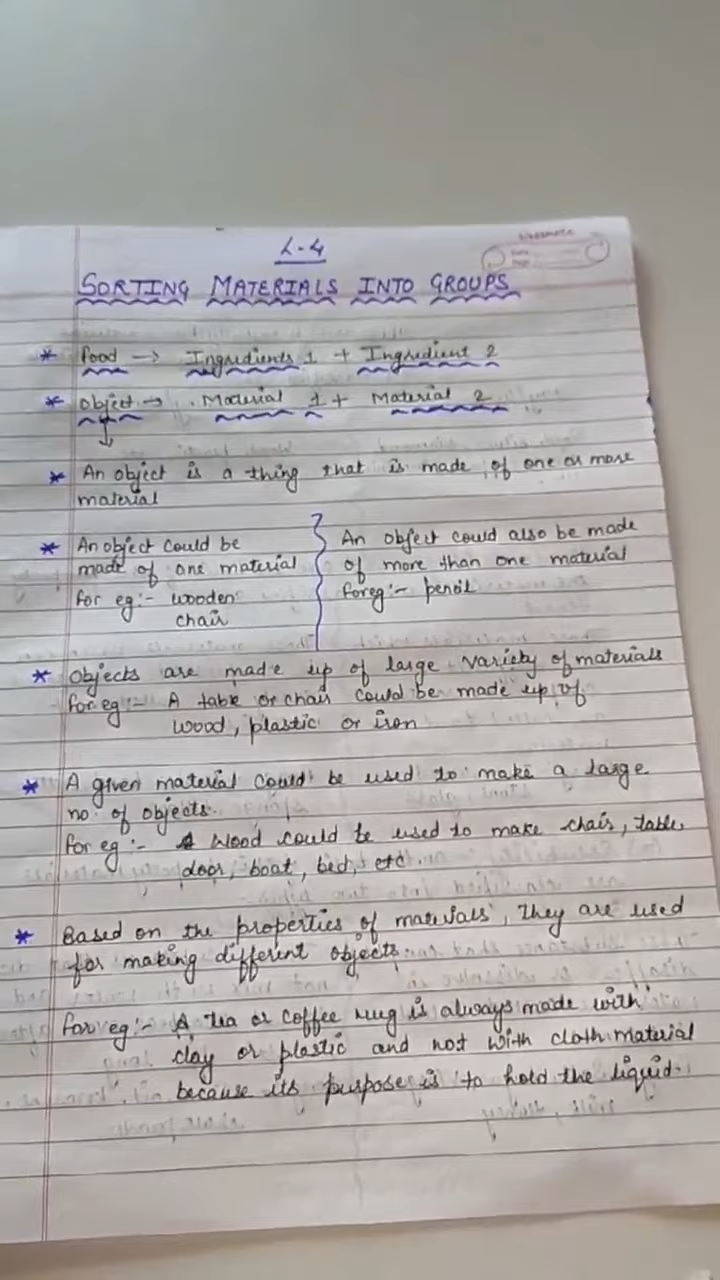 L-4
SORTING MATERIALS INTO GROUPS
* Food → Ingredients 1 + Ingredient 2
* Object → Material 1 + Material 2
* An object is a thing that is made of one or more
material
* An object could be
made of one material
for eg:- wooden
chair
An object could also be made
of more than one material
for eg:- pencil
* Objects are made up of large variety of materials
for eg:- A table or chair could be made up of
wood, plastic or iron
* A given material could be used to make a large
no. of objects.
for eg:- Wood could be used to make chair, table,
door, boat, bed, etc.
* Based on the properties of materials, they are used
for making different objects.
for eg:- A tea or coffee mug is always made with
clay or plastic and not with cloth material
because its purpose is to hold the liquid.